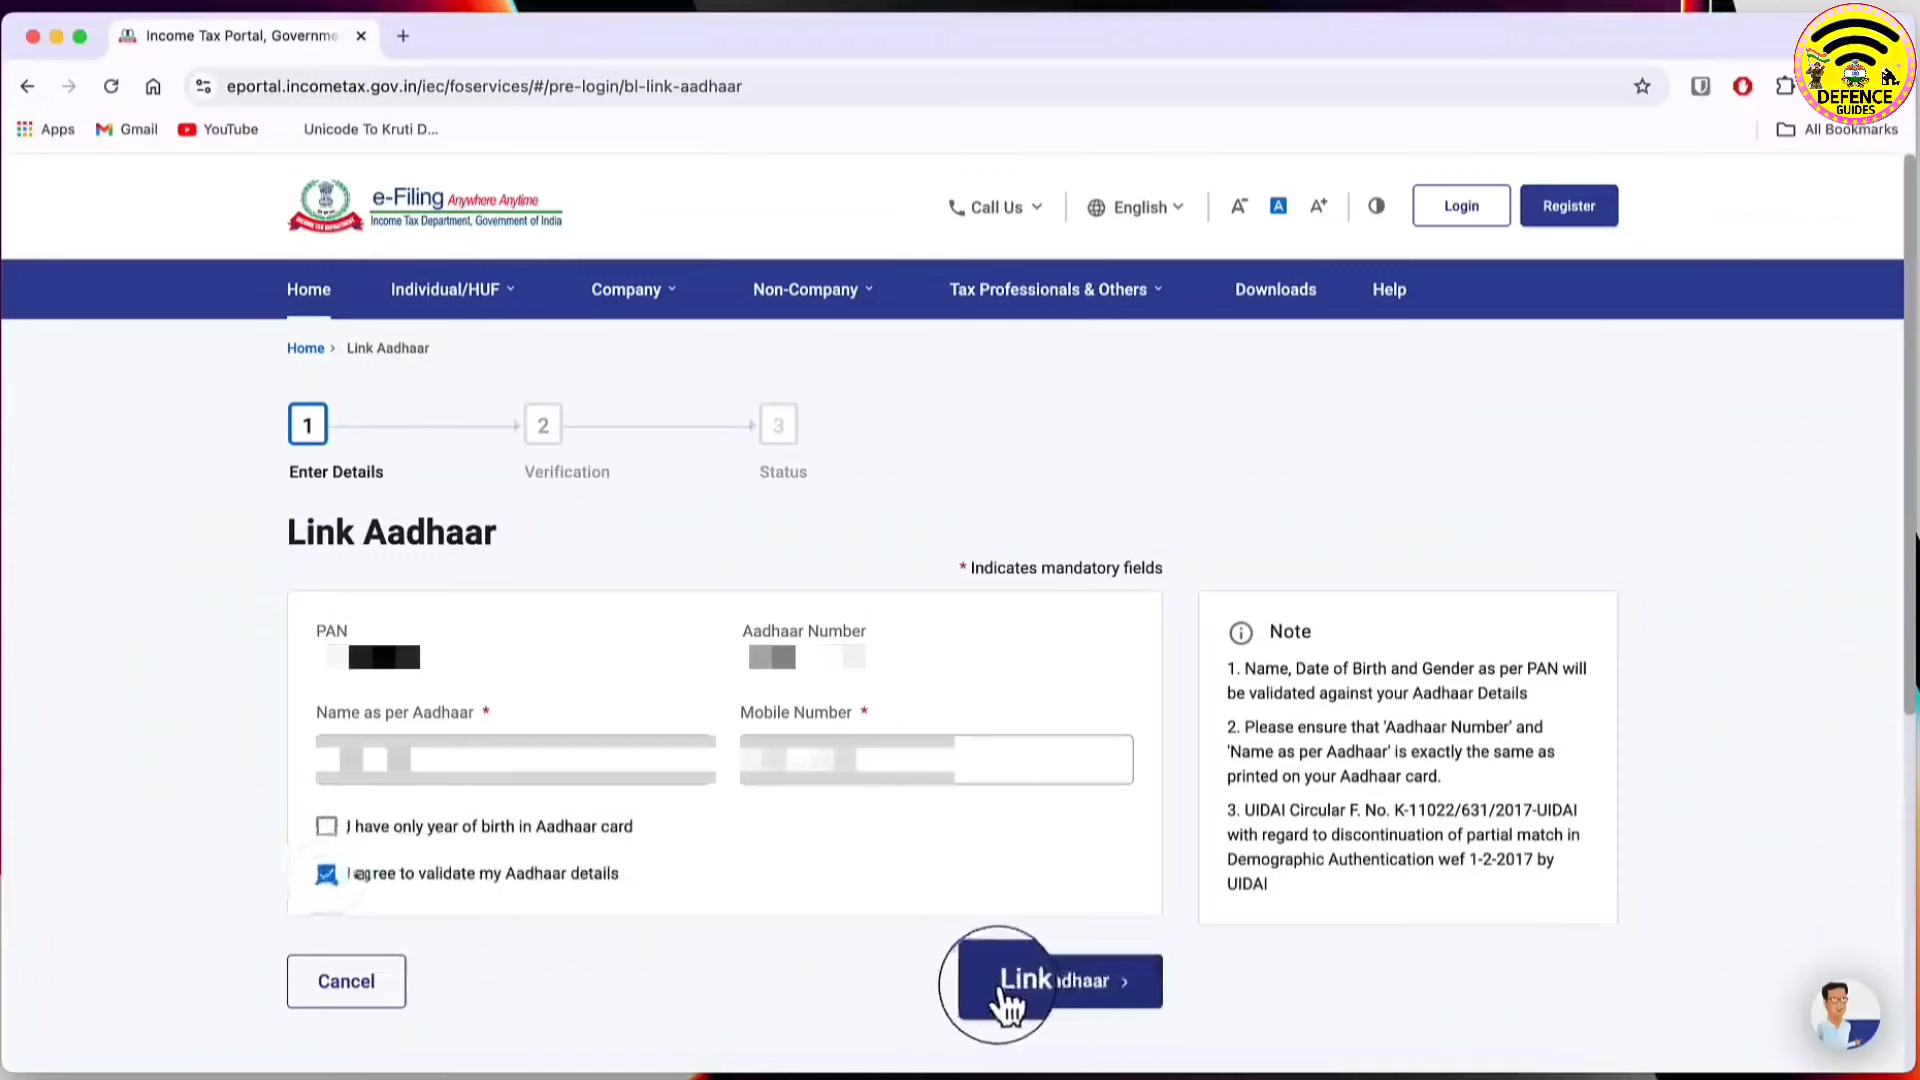 Income Tax Portal, Governme
eportal.incometax.gov.in/iec/foservices/#/pre-login/bl-link-aadhaar
DEFENCE
GUIDES
Apps
Gmail
YouTube
Unicode To Kruti D...
All Bookmarks
e-Filing Anywhere Anytime
Income Tax Department, Government of India
Call Us
English
A-
A
A+
Login
Register
Home
Individual/HUF
Company
Non-Company
Tax Professionals & Others
Downloads
Help
Home > Link Aadhaar
1
2
3
Enter Details
Verification
Status
Link Aadhaar
* Indicates mandatory fields
PAN
Aadhaar Number
Name as per Aadhaar *
Mobile Number *
I have only year of birth in Aadhaar card
I agree to validate my Aadhaar details
Note
1. Name, Date of Birth and Gender as per PAN will
be validated against your Aadhaar Details
2. Please ensure that 'Aadhaar Number' and
'Name as per Aadhaar' is exactly the same as
printed on your Aadhaar card.
3. UIDAI Circular F. No. K-11022/631/2017-UIDAI
with regard to discontinuation of partial match in
Demographic Authentication wef 1-2-2017 by
UIDAI
Cancel
Link adhaar >